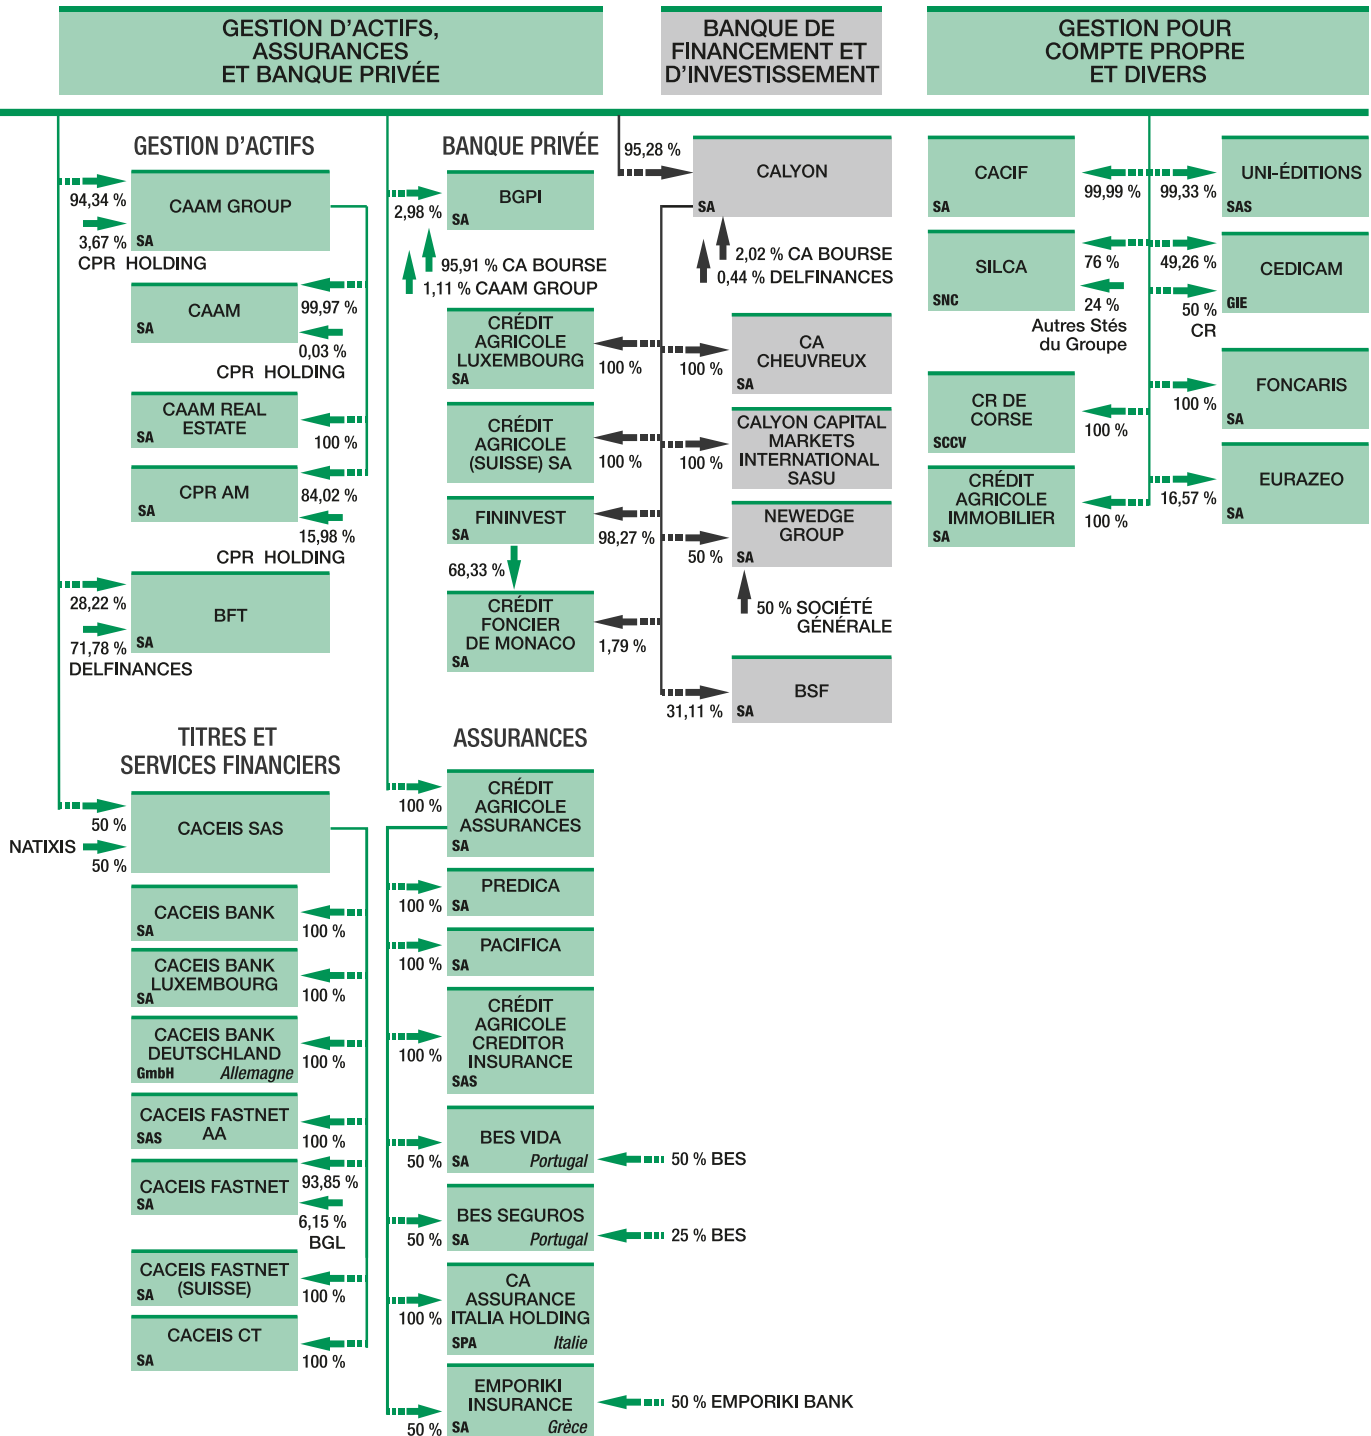 GESTION D'ACTIFS,
ASSURANCES
ET BANQUE PRIVÉE
BANQUE DE
FINANCEMENT ET
D'INVESTISSEMENT
GESTION POUR
COMPTE PROPRE
ET DIVERS
GESTION D'ACTIFS
94,34 %
CAAM GROUP
SA
3,67 %
CPR HOLDING
CAAM
SA
99,97 %
0,03 %
CPR HOLDING
CAAM REAL
ESTATE
SA
100 %
CPR AM
SA
84,02 %
15,98 %
CPR HOLDING
28,22 %
BFT
SA
71,78 %
DELFINANCES
TITRES ET
SERVICES FINANCIERS
50 %
CACEIS SAS
NATIXIS
50 %
CACEIS BANK
SA
100 %
CACEIS BANK
LUXEMBOURG
SA
100 %
CACEIS BANK
DEUTSCHLAND
GmbH Allemagne
100 %
CACEIS FASTNET
AA
SAS
100 %
CACEIS FASTNET
SA
93,85 %
6,15 %
BGL
CACEIS FASTNET
(SUISSE)
SA
100 %
CACEIS CT
SA
100 %
BANQUE PRIVÉE
BGPI
SA
2,98 %
95,91 % CA BOURSE
1,11 % CAAM GROUP
CRÉDIT
AGRICOLE
LUXEMBOURG
SA
100 %
CRÉDIT
AGRICOLE
(SUISSE) SA
100 %
FININVEST
SA
98,27 %
68,33 %
CRÉDIT
FONCIER
DE MONACO
SA
1,79 %
ASSURANCES
CRÉDIT
AGRICOLE
ASSURANCES
SA
100 %
PREDICA
SA
100 %
PACIFICA
SA
100 %
CRÉDIT
AGRICOLE
CREDITOR
INSURANCE
SAS
100 %
BES VIDA
SA Portugal
50 %
50 % BES
BES SEGUROS
SA Portugal
50 %
25 % BES
CA
ASSURANCE
ITALIA HOLDING
SPA Italie
100 %
EMPORIKI
INSURANCE
SA Grèce
50 %
50 % EMPORIKI BANK
95,28 %
CALYON
SA
2,02 % CA BOURSE
0,44 % DELFINANCES
CA
CHEUVREUX
SA
100 %
CALYON CAPITAL
MARKETS
INTERNATIONAL
SASU
100 %
NEWEDGE
GROUP
SA
50 %
50 % SOCIÉTÉ
GÉNÉRALE
BSF
SA
31,11 %
CACIF
SA
99,99 %
SILCA
SNC
76 %
24 %
Autres Stés
du Groupe
CR DE
CORSE
SCCV
100 %
CRÉDIT
AGRICOLE
IMMOBILIER
SA
100 %
UNI-ÉDITIONS
SAS
99,33 %
CEDICAM
GIE
49,26 %
50 %
CR
FONCARIS
SA
100 %
EURAZEO
SA
16,57 %